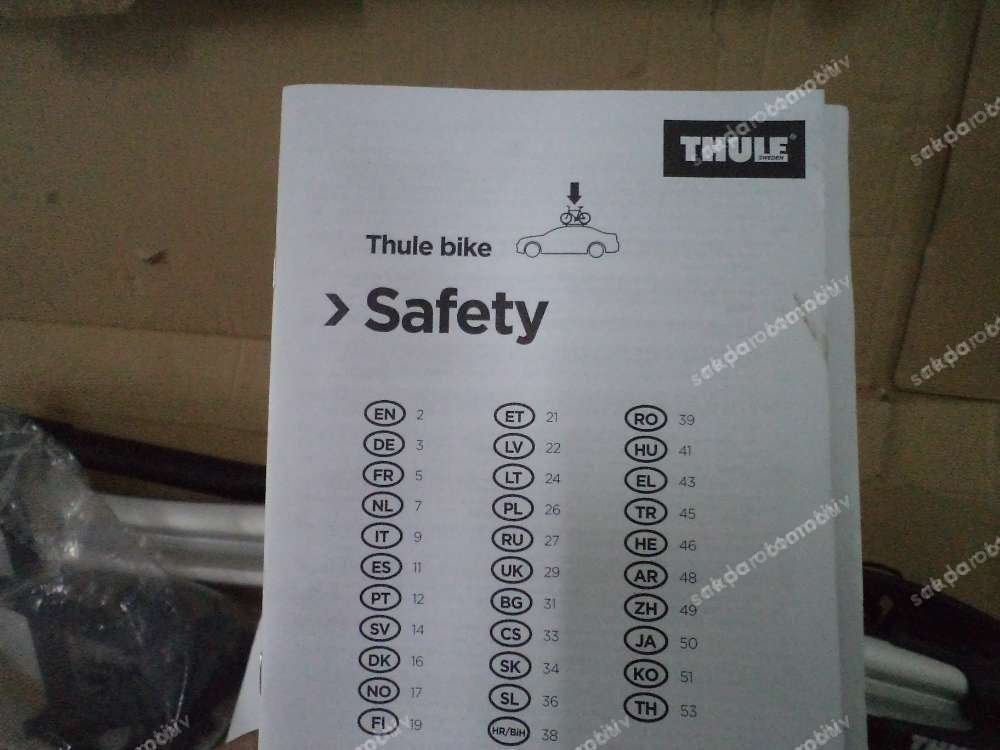 THULE
SWEDEN
Thule bike
Safety
EN 2
DE 3
FR 5
NL 7
IT 9
ES 11
PT 12
SV 14
DK 16
NO 17
FI 19
ET 21
LV 22
LT 24
PL 26
RU 27
UK 29
BG 31
CS 33
SK 34
SL 36
HR/BiH 38
RO 39
HU 41
EL 43
TR 45
HE 46
AR 48
ZH 49
JA 50
KO 51
TH 53